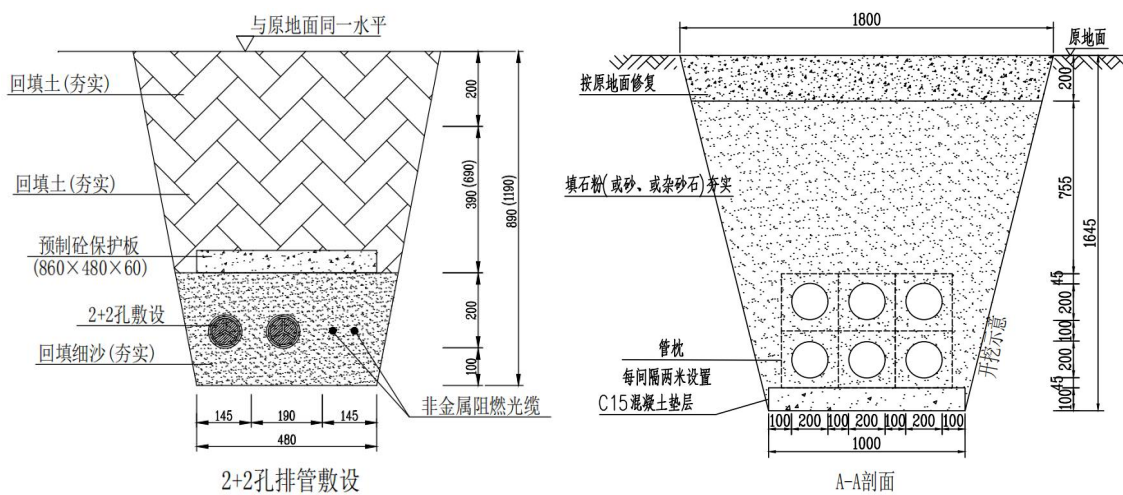 与原地面同一水平
回填土(夯实)
回填土(夯实)
预制砼保护板
(860×480×60)
2+2孔敷设
回填细沙(夯实)
200
390(690)
200
100
890(1190)
145
190
145
480
非金属阻燃光缆
2+2孔排管敷设
1800
原地面
按原地面修复
填石粉(或砂、或杂砂石)夯实
管枕
每间隔两米设置
C15混凝土垫层
开挖示意
200
755
45
200
100
200
45
100
1645
100
200
100
200
100
200
100
1000
A-A剖面